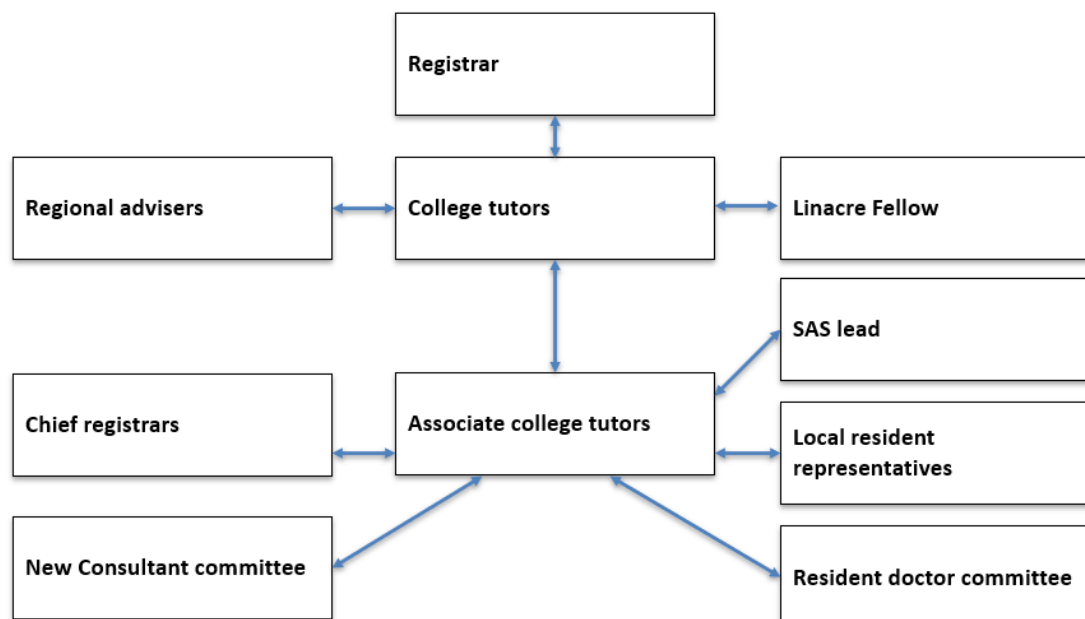 Registrar
Regional advisers
College tutors
Linacre Fellow
SAS lead
Chief registrars
Associate college tutors
Local resident
representatives
New Consultant committee
Resident doctor committee